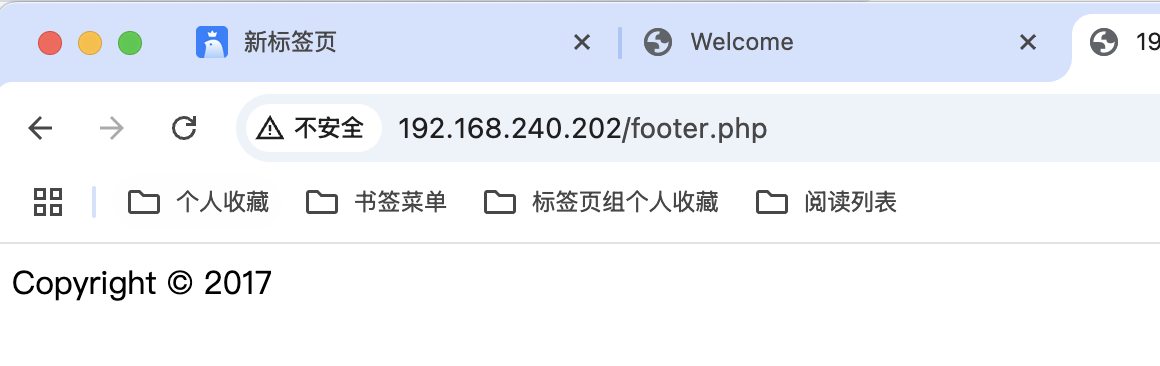 新标签页 Welcome 19
不安全 192.168.240.202/footer.php
个人收藏 书签菜单 标签页组个人收藏 阅读列表
Copyright © 2017